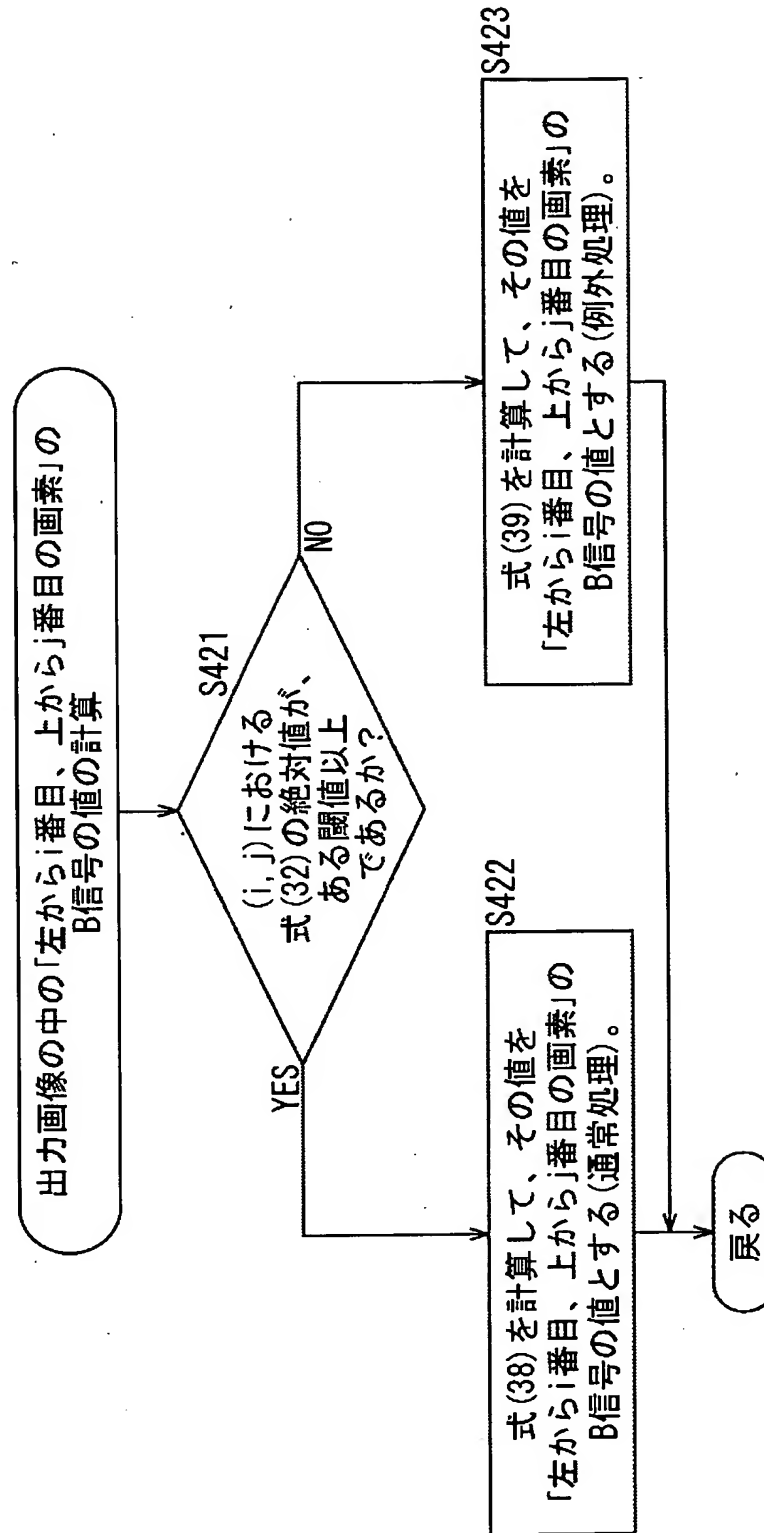 出力画像の中の「左からi番目、上からj番目の画素」の
B信号の値の計算
S421
(i,j)における
式(32)の絶対値が、
ある閾値以上
であるか?
YES
NO
S422
式(38)を計算して、その値を
「左からi番目、上からj番目の画素」の
B信号の値とする(通常処理)。
S423
式(39)を計算して、その値を
「左からi番目、上からj番目の画素」の
B信号の値とする(例外処理)。
戻る